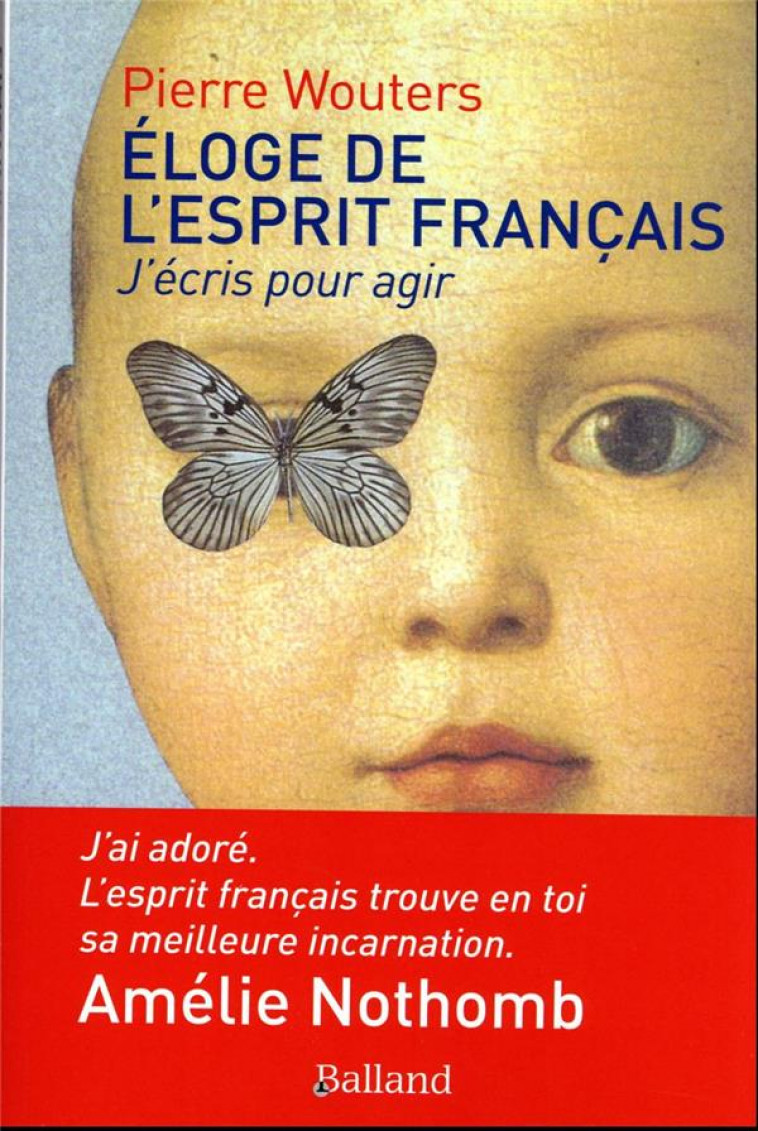 Pierre Wouters
ÉLOGE DE
L'ESPRIT FRANÇAIS
J'écris pour agir
J'ai adoré.
L'esprit français trouve en toi
sa meilleure incarnation.
Amélie Nothomb
Balland